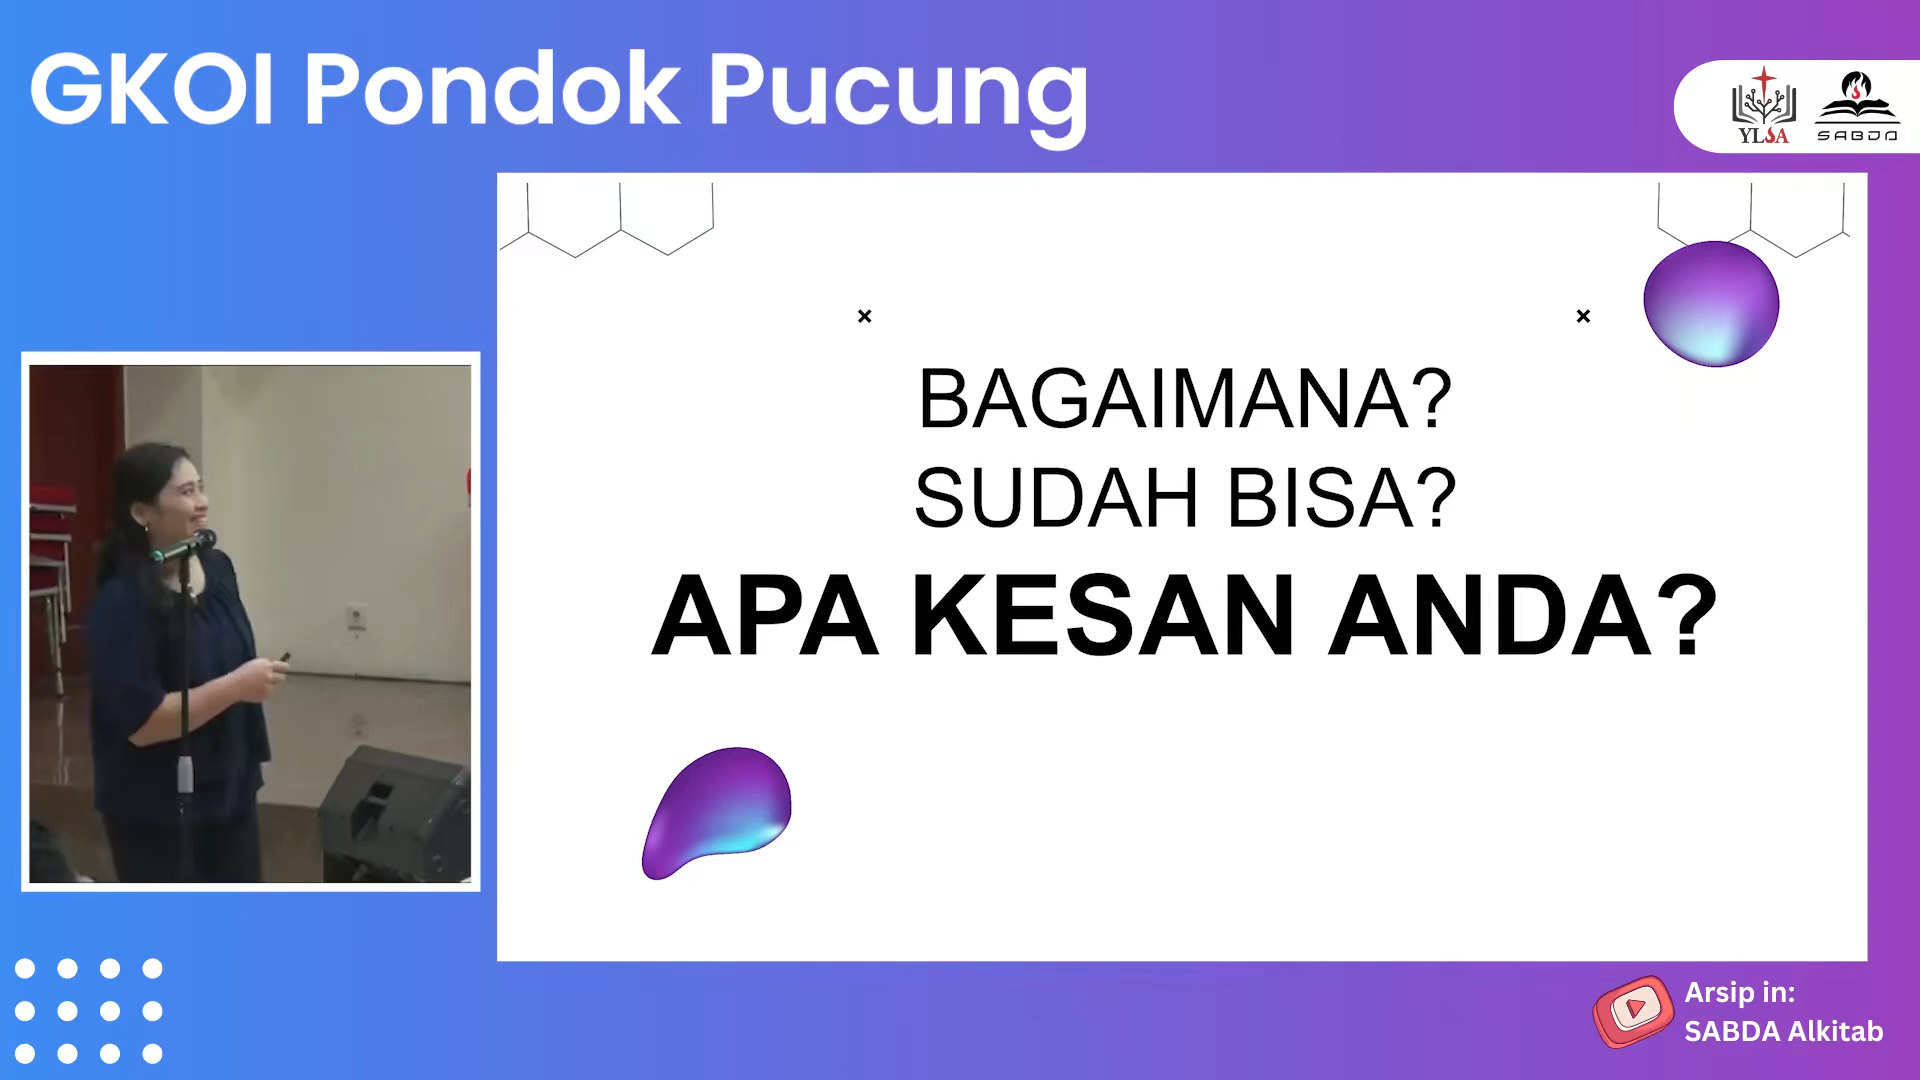 GKOI Pondok Pucung
YLSA
SABDA
BAGAIMANA?
SUDAH BISA?
APA KESAN ANDA?
Arsip in:
SABDA Alkitab